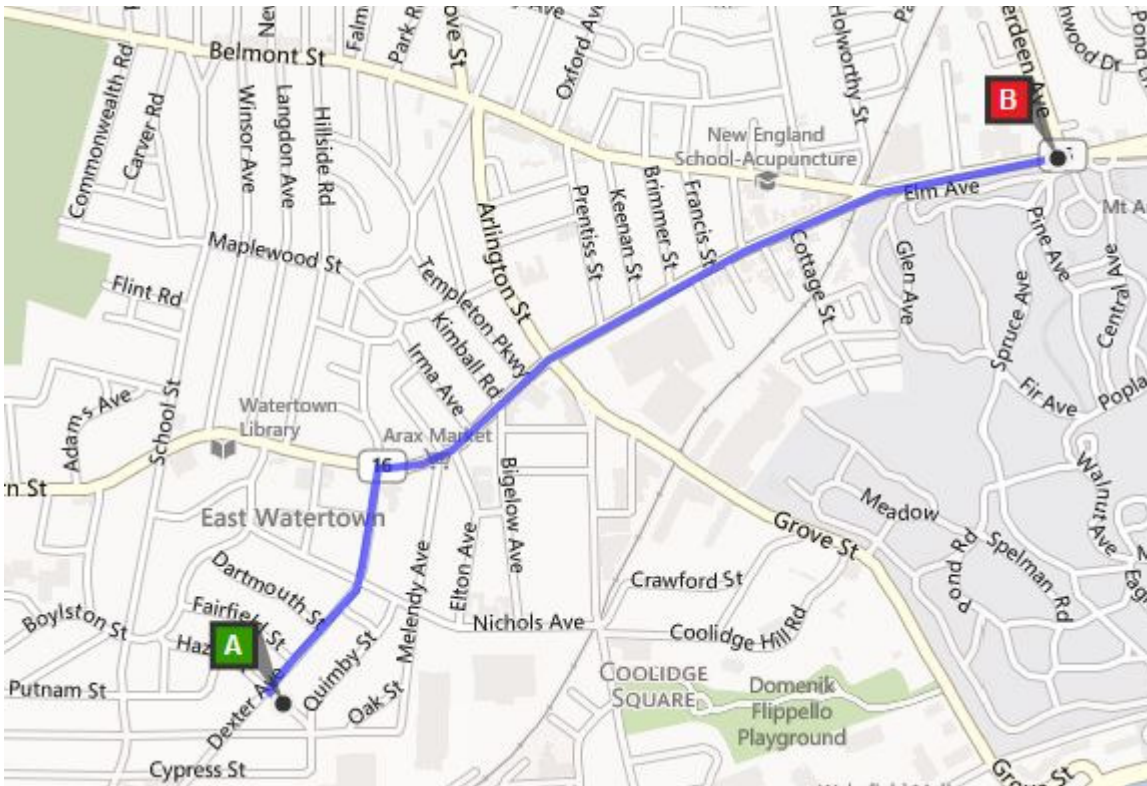 Belmont St
Commonwealth Rd
Carver Rd
Winsor Ave
Langdon Ave
Hillside Rd
Park Rd
Oxford Ave
Holworthy St
B
New England
School-Acupuncture
Elm Ave
Mt A
Maplewood St
Flint Rd
Arlington St
Prentiss St
Keenan St
Brimmer St
Francis St
Cottage St
Glen Ave
Pine Ave
Central Ave
Spruce Ave
Templeton Pkwy
Kimball Rd
Irma Ave
Fir Ave
Adams Ave
School St
Watertown
Library
Arax Market
16
n St
East Watertown
Bigelow Ave
Elton Ave
Melendy Ave
Grove St
Meadow
Pond Rd
Spelman Rd
Walnut Ave
Dartmouth St
Fairfield St
Boylston St
A
Quimby St
Nichols Ave
Crawford St
Coolidge Hill Rd
COOLIDGE
SQUARE
Domenik
Flippello
Playground
Putnam St
Dexter Ave
Oak St
Cypress St
Grove St